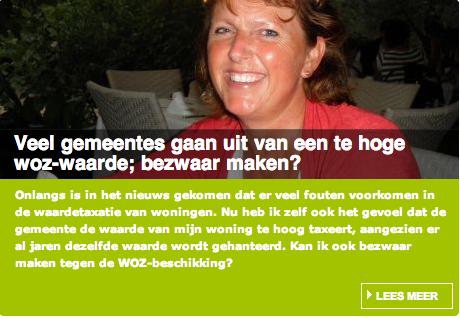 Veel gemeentes gaan uit van een te hoge
woz-waarde; bezwaar maken?
Onlangs is in het nieuws gekomen dat er veel fouten voorkomen in
de waardetaxatie van woningen. Nu heb ik zelf ook het gevoel dat de
gemeente de waarde van mijn woning te hoog taxeert, aangezien er
al jaren dezelfde waarde wordt gehanteerd. Kan ik ook bezwaar
maken tegen de WOZ-beschikking?
LEES MEER